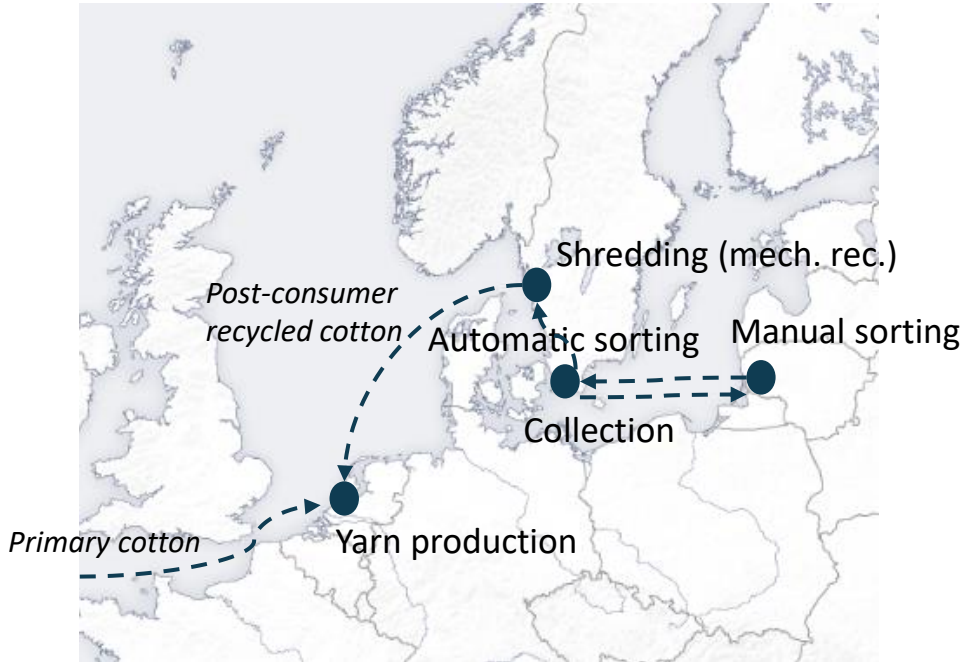 Shredding (mech. rec.)
Post-consumer
recycled cotton
Automatic sorting
Manual sorting
Collection
Primary cotton
Yarn production